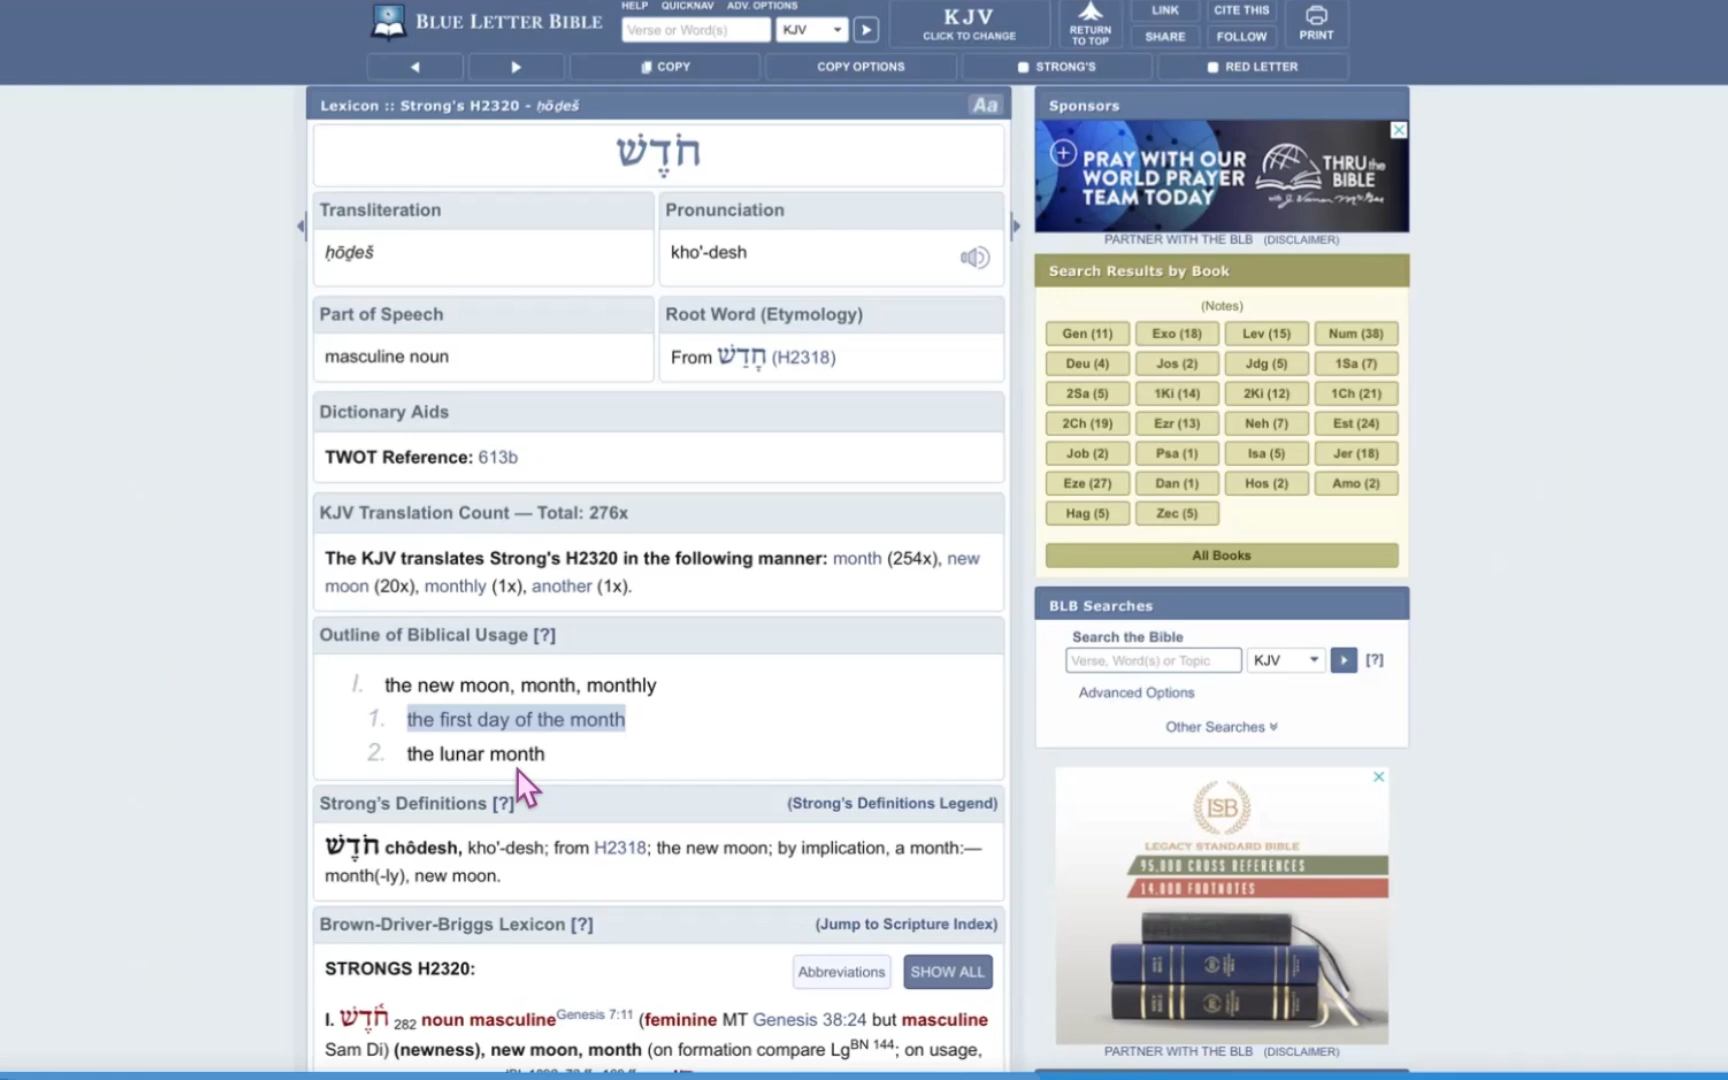 HELP QUICKNAV ADV. OPTIONS
BLUE LETTER BIBLE
Verse or Word(s)
KJV
KJV
CLICK TO CHANGE
RETURN
TO TOP
LINK
CITE THIS
SHARE
FOLLOW
PRINT
COPY
COPY OPTIONS
STRONG'S
RED LETTER
Lexicon :: Strong's H2320 - ḥōḏeš
Aa
חֹדֶשׁ
Transliteration
ḥōḏeš
Pronunciation
kho'-desh
Part of Speech
masculine noun
Root Word (Etymology)
From חָדַשׁ (H2318)
Dictionary Aids
TWOT Reference: 613b
KJV Translation Count — Total: 276x
The KJV translates Strong's H2320 in the following manner: month (254x), new
moon (20x), monthly (1x), another (1x).
Outline of Biblical Usage [?]
I. the new moon, month, monthly
1. the first day of the month
2. the lunar month
Strong's Definitions [?]
(Strong's Definitions Legend)
חֹדֶשׁ chôdesh, kho'-desh; from H2318; the new moon; by implication, a month:—
month(-ly), new moon.
Brown-Driver-Briggs Lexicon [?]
(Jump to Scripture Index)
STRONGS H2320:
Abbreviations
SHOW ALL
I. חֹ֫דֶשׁ 282 noun masculine Genesis 7:11 (feminine MT Genesis 38:24 but masculine
Sam Di) (newness), new moon, month (on formation compare Lg BN 144; on usage,
Sponsors
PRAY WITH OUR
WORLD PRAYER
TEAM TODAY
THRU the
BIBLE
PARTNER WITH THE BLB (DISCLAIMER)
Search Results by Book
(Notes)
Gen (11) Exo (18) Lev (15) Num (38)
Deu (4) Jos (2) Jdg (5) 1Sa (7)
2Sa (5) 1Ki (14) 2Ki (12) 1Ch (21)
2Ch (19) Ezr (13) Neh (7) Est (24)
Job (2) Psa (1) Isa (5) Jer (18)
Eze (27) Dan (1) Hos (2) Amo (2)
Hag (5) Zec (5)
All Books
BLB Searches
Search the Bible
Verse, Word(s) or Topic
KJV
[?]
Advanced Options
Other Searches
LSB
LEGACY STANDARD BIBLE
95,000 CROSS REFERENCES
14,000 FOOTNOTES
PARTNER WITH THE BLB (DISCLAIMER)